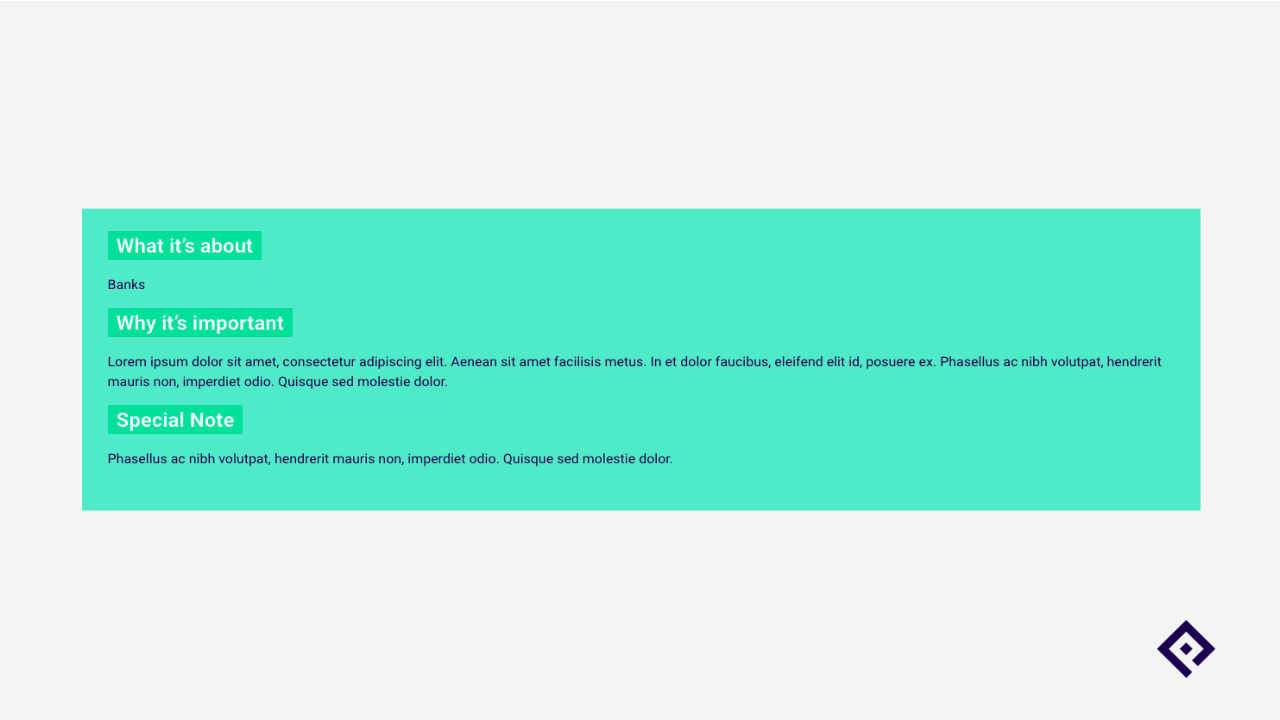 What it’s about
Banks
Why it’s important
Lorem ipsum dolor sit amet, consectetur adipiscing elit. Aenean sit amet facilisis metus. In et dolor faucibus, eleifend elit id, posuere ex. Phasellus ac nibh volutpat, hendrerit
mauris non, imperdiet odio. Quisque sed molestie dolor.
Special Note
Phasellus ac nibh volutpat, hendrerit mauris non, imperdiet odio. Quisque sed molestie dolor.